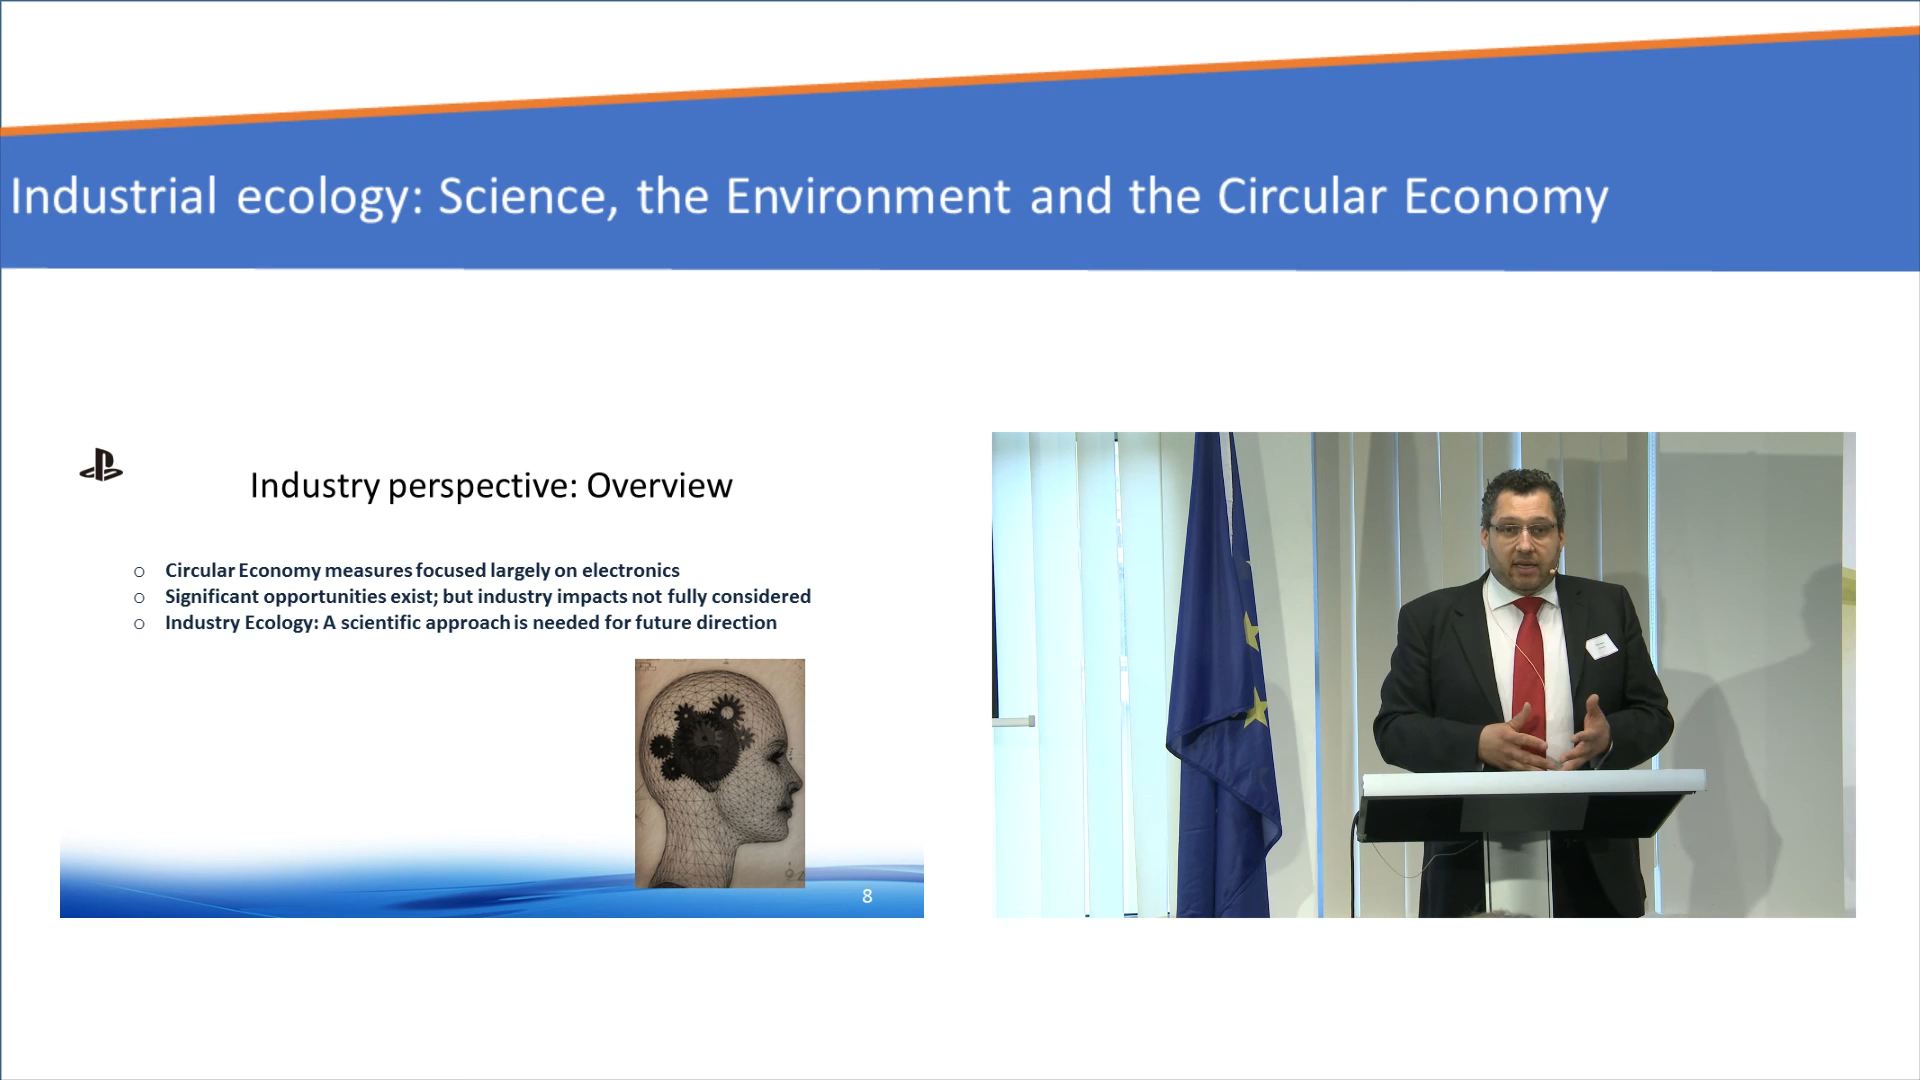 Industrial ecology: Science, the Environment and the Circular Economy
Industry perspective: Overview
Circular Economy measures focused largely on electronics
Significant opportunities exist; but industry impacts not fully considered
Industry Ecology: A scientific approach is needed for future direction
8